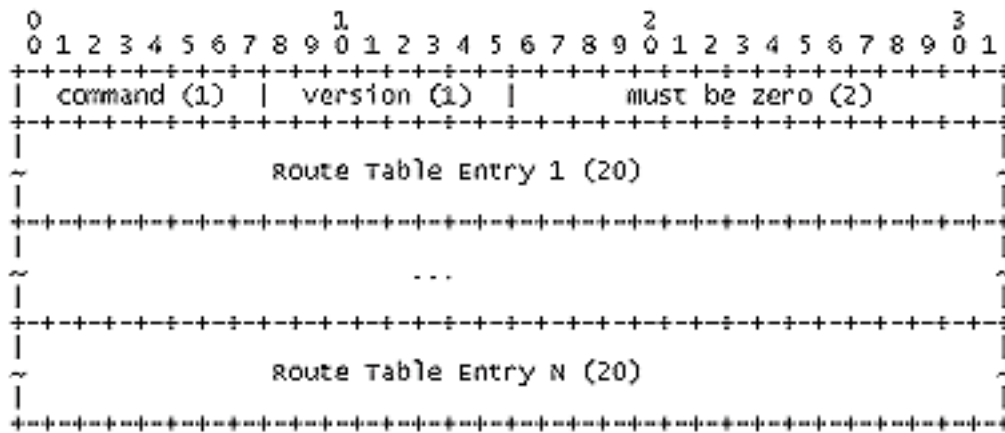 0                   1                   2                   3
0 1 2 3 4 5 6 7 8 9 0 1 2 3 4 5 6 7 8 9 0 1 2 3 4 5 6 7 8 9 0 1
+-+-+-+-+-+-+-+-+-+-+-+-+-+-+-+-+-+-+-+-+-+-+-+-+-+-+-+-+-+-+-+-+
|  command (1)  |  version (1)  |       must be zero (2)        |
+-+-+-+-+-+-+-+-+-+-+-+-+-+-+-+-+-+-+-+-+-+-+-+-+-+-+-+-+-+-+-+-+
|                                                               |
~                Route Table Entry 1 (20)                       ~
|                                                               |
+-+-+-+-+-+-+-+-+-+-+-+-+-+-+-+-+-+-+-+-+-+-+-+-+-+-+-+-+-+-+-+-+
|                                                               |
~                         ...                                   ~
|                                                               |
+-+-+-+-+-+-+-+-+-+-+-+-+-+-+-+-+-+-+-+-+-+-+-+-+-+-+-+-+-+-+-+-+
|                                                               |
~                Route Table Entry N (20)                       ~
|                                                               |
+-+-+-+-+-+-+-+-+-+-+-+-+-+-+-+-+-+-+-+-+-+-+-+-+-+-+-+-+-+-+-+-+